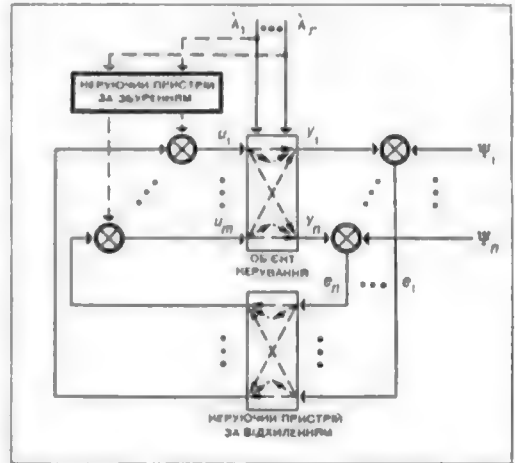 λ₁ ••• λᵣ
КЕРУЮЧИЙ ПРИСТРІЙ
ЗА ЗБУРЕННЯМ
u₁ y₁ Ψ₁
uₘ yₙ Ψₙ
ОБ'ЄКТ
КЕРУВАННЯ
eₙ ••• e₁
КЕРУЮЧИЙ ПРИСТРІЙ
ЗА ВІДХИЛЕННЯМ